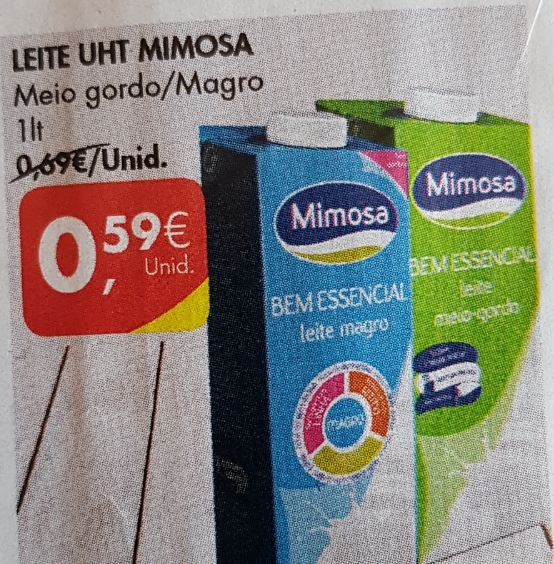 LEITE UHT MIMOSA
Meio gordo/Magro
1lt
0,69€/Unid.
0,59€
Unid.
Mimosa
BEM ESSENCIAL
leite magro
MAGRO
Mimosa
BEM ESSENCIAL
leite
meio-gordo